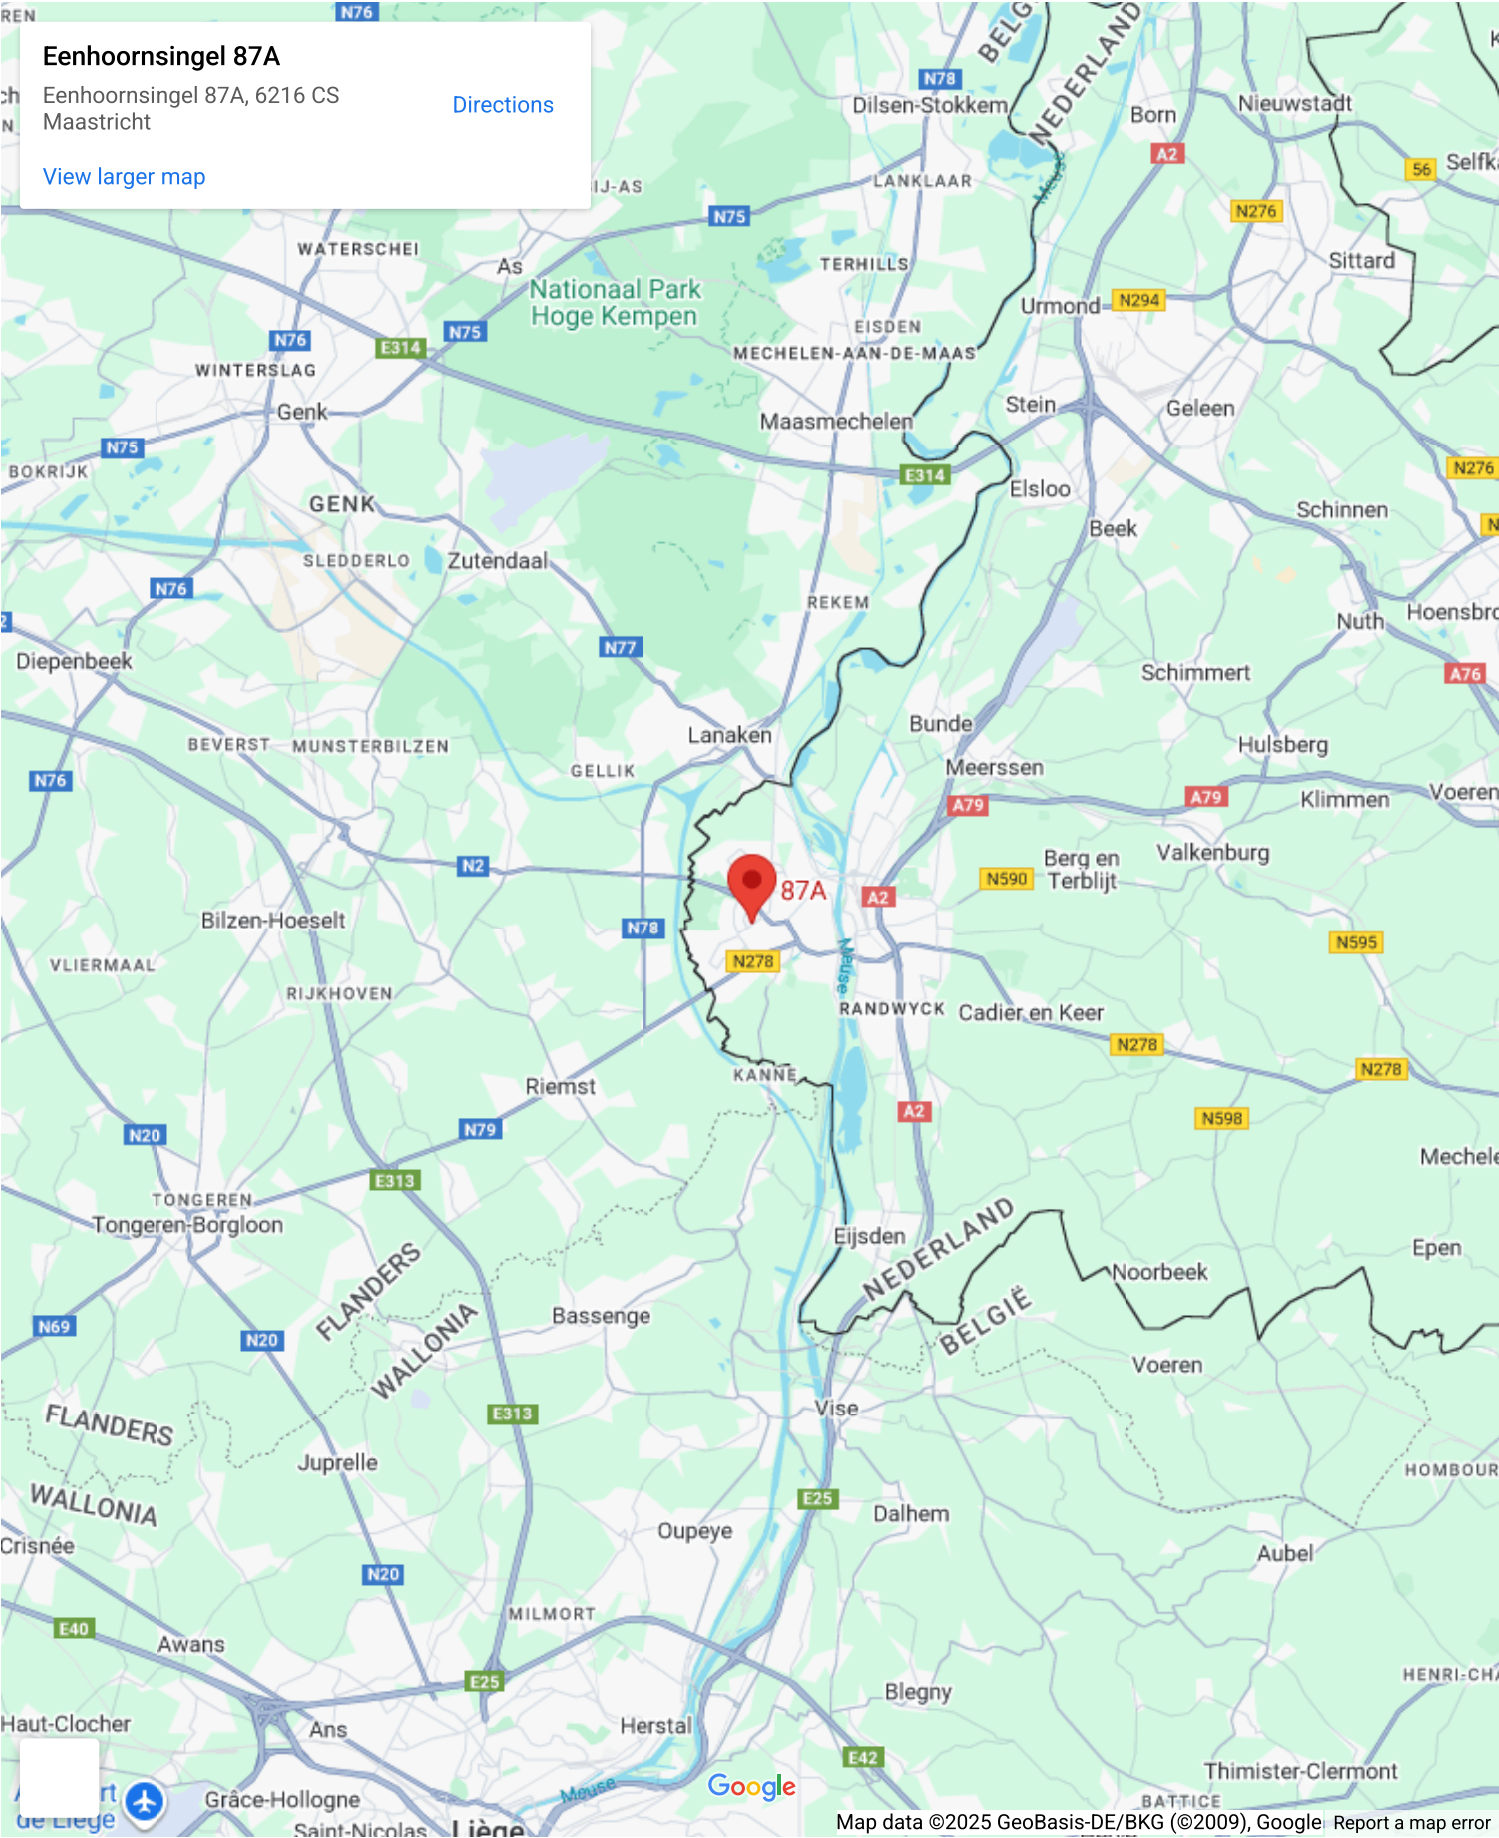 Eenhoornsingel 87A
Eenhoornsingel 87A, 6216 CS
Maastricht
Directions
View larger map
N76
N78
Dilsen-Stokkem
NEDERLAND
Born
Nieuwstadt
A2
56
LANKLAAR
Meuse
N75
N276
WATERSCHEI
As
TERHILLS
Sittard
Nationaal Park
Hoge Kempen
Urmond
N294
EISDEN
N76
E314
N75
MECHELEN-AAN-DE-MAAS
WINTERSLAG
Genk
Maasmechelen
Stein
Geleen
N75
BOKRIJK
E314
N276
Elsloo
GENK
Schinnen
Beek
SLEDDERLO
Zutendaal
N76
REKEM
Nuth
N77
Diepenbeek
Schimmert
A76
Lanaken
Bunde
BEVERST
MUNSTERBILZEN
Hulsberg
GELLIK
Meerssen
N76
A79
A79
Klimmen
N2
Berg en
Terblijt
Valkenburg
N590
87A
A2
Bilzen-Hoeselt
N78
N595
VLIERMAAL
N278
Meuse
RIJKHOVEN
RANDWYCK
Cadier en Keer
N278
KANNE
N278
Riemst
A2
N598
N79
N20
E313
TONGEREN
Tongeren-Borgloon
Eijsden
NEDERLAND
Epen
Noorbeek
FLANDERS
Bassenge
BELGIË
N69
N20
WALLONIA
Voeren
FLANDERS
E313
Vise
Juprelle
WALLONIA
E25
Dalhem
Oupeye
Crisnée
Aubel
N20
MILMORT
E40
Awans
E25
Blegny
Haut-Clocher
Ans
Herstal
E42
Thimister-Clermont
Meuse
Google
de Liège
Grâce-Hollogne
BATTICE
Saint-Nicolas
Liège
Map data ©2025 GeoBasis-DE/BKG (©2009), Google
Report a map error